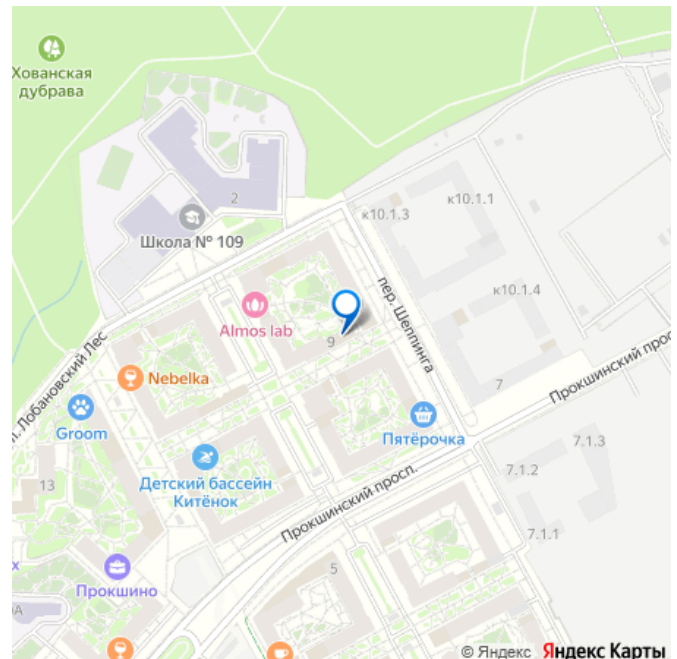 Хованская
дубрава
2
Школа № 109
к10.1.3
к10.1.1
к10.1.4
пер. Шеппинга
Almos lab
9
7
Прокшинский прос
л. Лобановский Лес
Nebelka
Groom
Пятёрочка
7.1.3
7.1.2
7.1.1
Детский бассейн
Китёнок
13
Прокшинский просп.
5
х
Прокшино
0А
© Яндекс Яндекс Карты